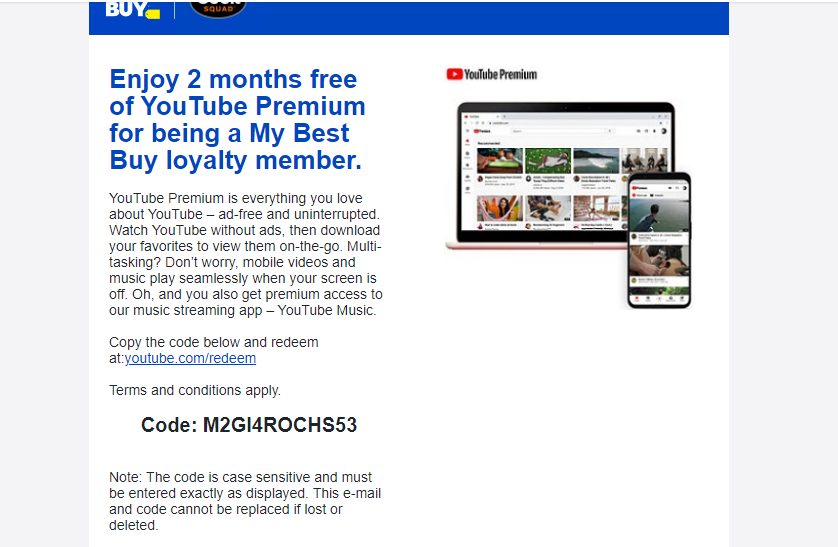 BUY
SQUAD
Enjoy 2 months free
of YouTube Premium
for being a My Best
Buy loyalty member.
YouTube Premium
YouTube Premium is everything you love
about YouTube – ad-free and uninterrupted.
Watch YouTube without ads, then download
your favorites to view them on-the-go. Multi-
tasking? Don’t worry, mobile videos and
music play seamlessly when your screen is
off. Oh, and you also get premium access to
our music streaming app – YouTube Music.
Copy the code below and redeem
at:youtube.com/redeem
Terms and conditions apply.
Code: M2GI4ROCHS53
Note: The code is case sensitive and must
be entered exactly as displayed. This e-mail
and code cannot be replaced if lost or
deleted.